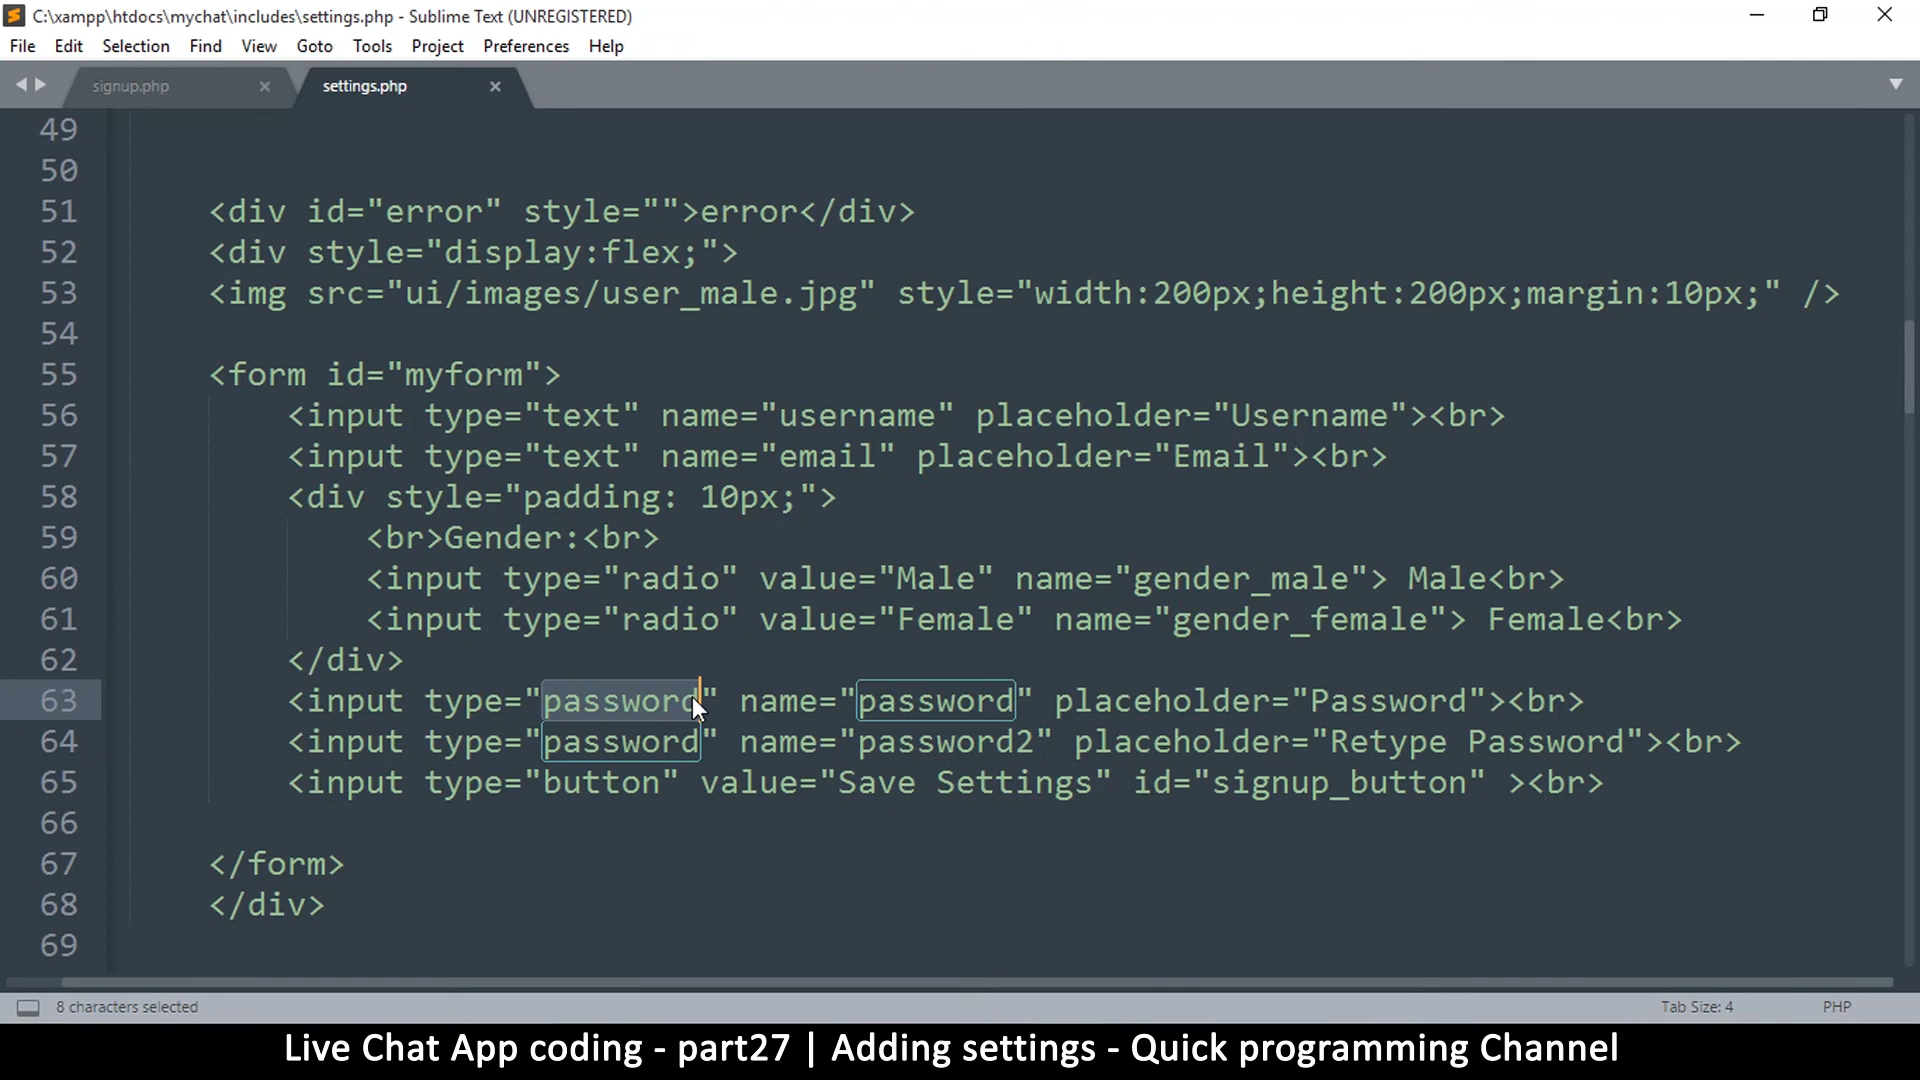 C:\xampp\htdocs\mychat\includes\settings.php - Sublime Text (UNREGISTERED)
File Edit Selection Find View Goto Tools Project Preferences Help
signup.php settings.php
49
50
51 <div id="error" style="">error</div>
52 <div style="display:flex;">
53 <img src="ui/images/user_male.jpg" style="width:200px;height:200px;margin:10px;" />
54
55 <form id="myform">
56 <input type="text" name="username" placeholder="Username"><br>
57 <input type="text" name="email" placeholder="Email"><br>
58 <div style="padding: 10px;">
59 <br>Gender:<br>
60 <input type="radio" value="Male" name="gender_male"> Male<br>
61 <input type="radio" value="Female" name="gender_female"> Female<br>
62 </div>
63 <input type="password" name="password" placeholder="Password"><br>
64 <input type="password" name="password2" placeholder="Retype Password"><br>
65 <input type="button" value="Save Settings" id="signup_button" ><br>
66
67 </form>
68 </div>
69
8 characters selected Tab Size: 4 PHP
Live Chat App coding - part27 | Adding settings - Quick programming Channel